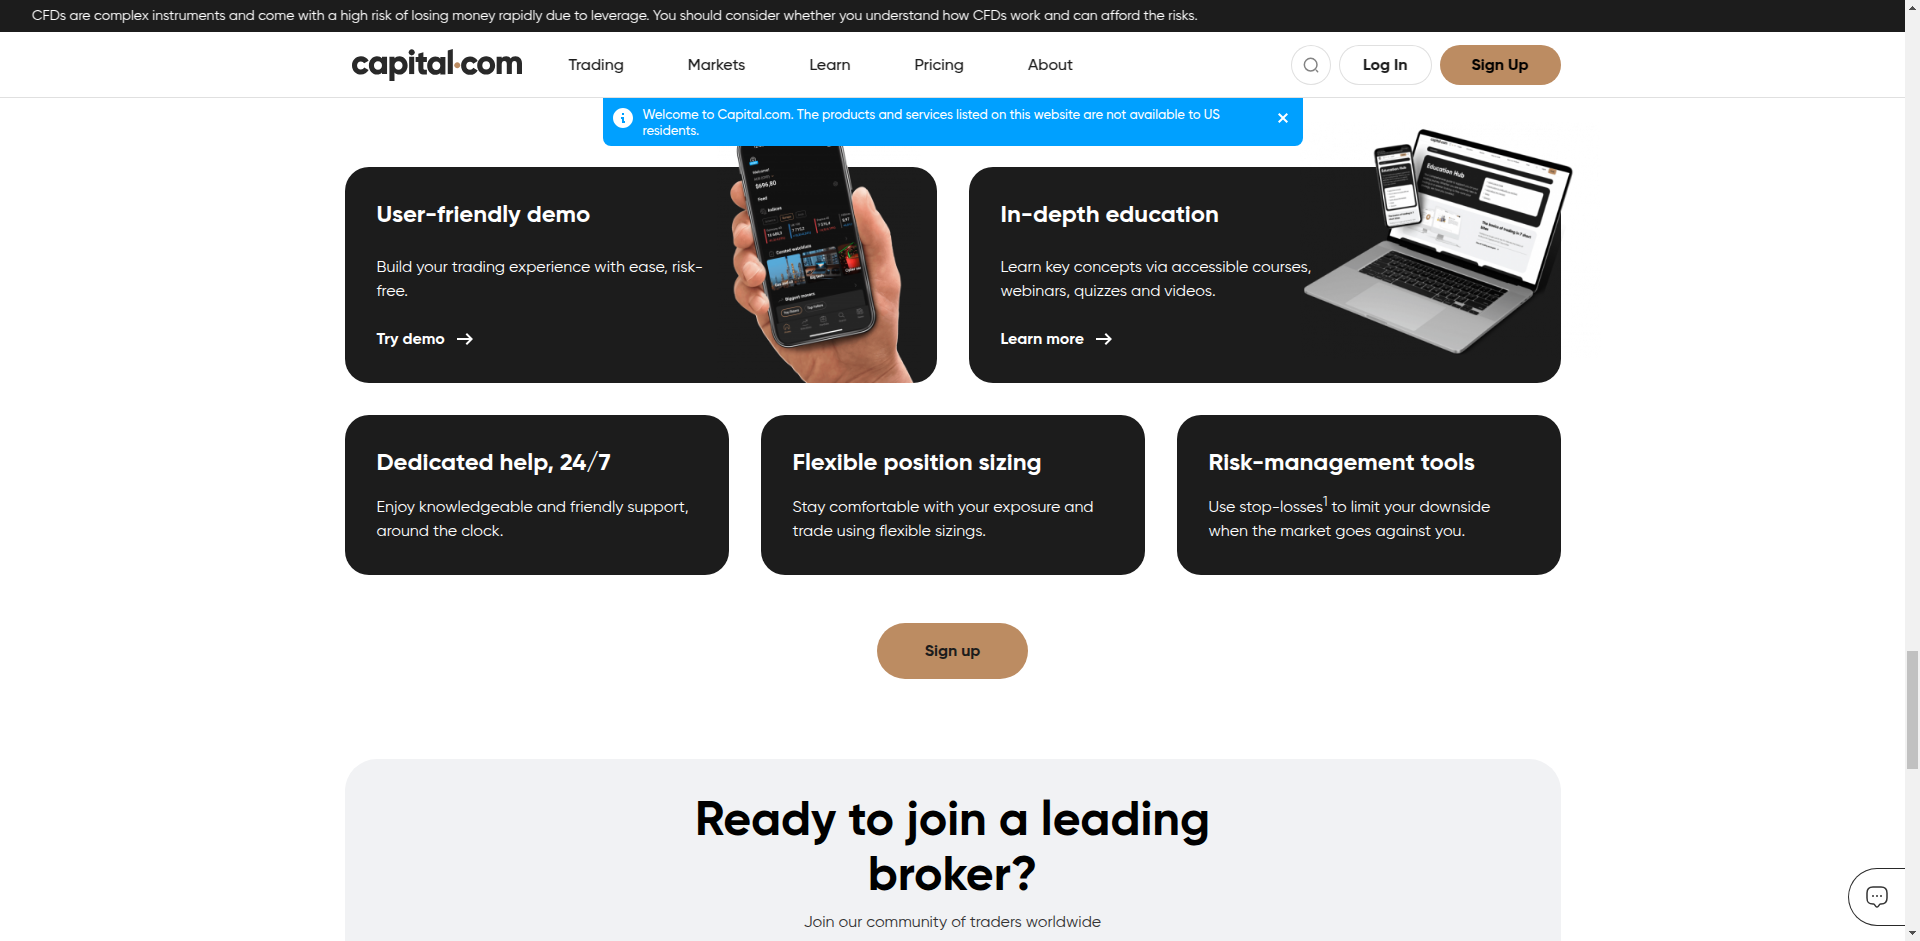 CFDs are complex instruments and come with a high risk of losing money rapidly due to leverage. You should consider whether you understand how CFDs work and can afford the risks.
capital.com
Trading
Markets
Learn
Pricing
About
Log In
Sign Up
Welcome to Capital.com. The products and services listed on this website are not available to US
residents.
User-friendly demo
Build your trading experience with ease, risk-
free.
Try demo
In-depth education
Learn key concepts via accessible courses,
webinars, quizzes and videos.
Learn more
Education Hub
Dedicated help, 24/7
Enjoy knowledgeable and friendly support,
around the clock.
Flexible position sizing
Stay comfortable with your exposure and
trade using flexible sizings.
Risk-management tools
Use stop-losses1 to limit your downside
when the market goes against you.
Sign up
Ready to join a leading
broker?
Join our community of traders worldwide